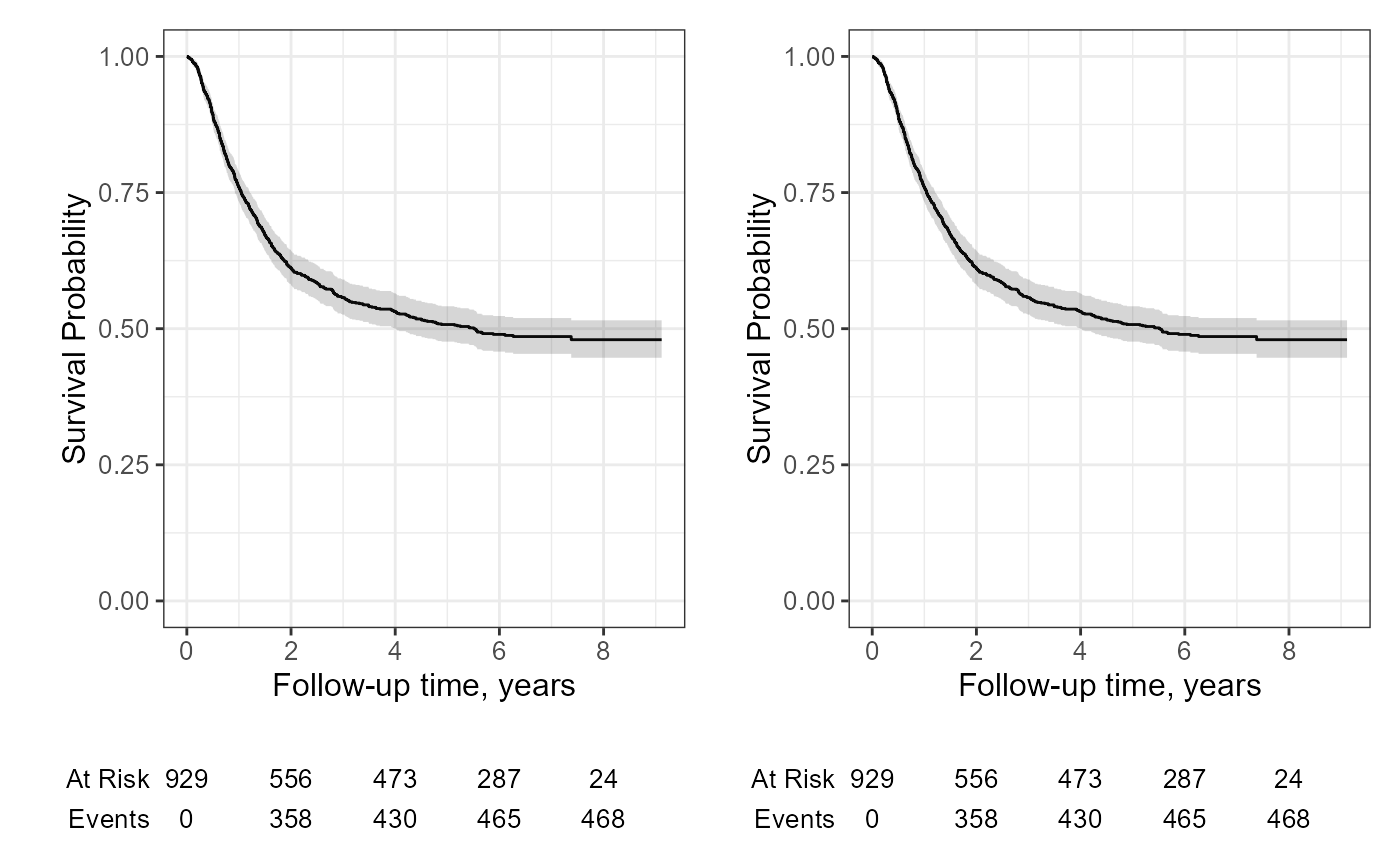 1.00
0.75
0.50
0.25
0.00
Survival Probability
0 2 4 6 8
Follow-up time, years
At Risk 929 556 473 287 24
Events 0 358 430 465 468
1.00
0.75
0.50
0.25
0.00
Survival Probability
0 2 4 6 8
Follow-up time, years
At Risk 929 556 473 287 24
Events 0 358 430 465 468